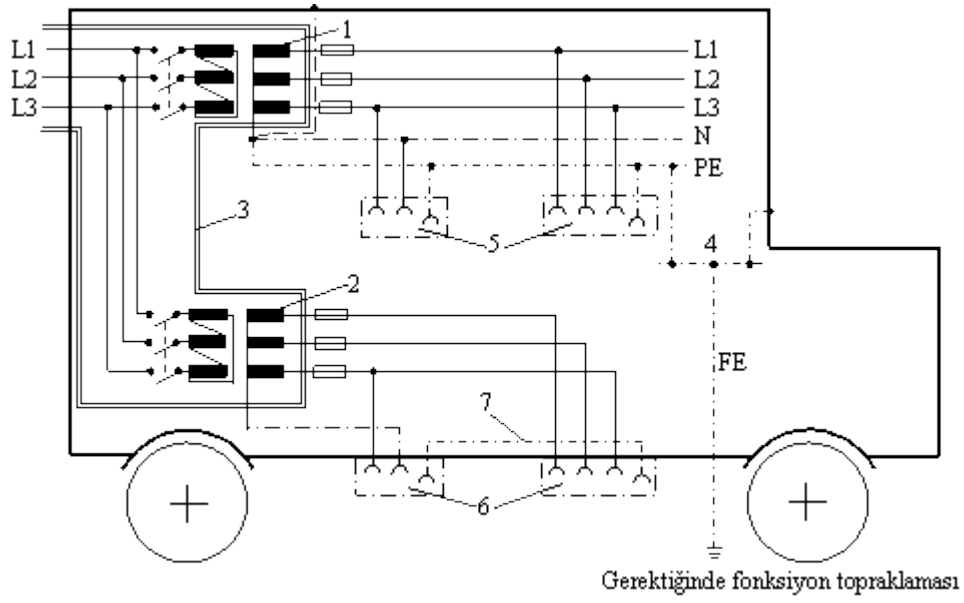 1
L1
L1
L2
L2
L3
L3
N
PE
3
5
4
2
FE
7
6
Gerektiğinde fonksiyon topraklaması